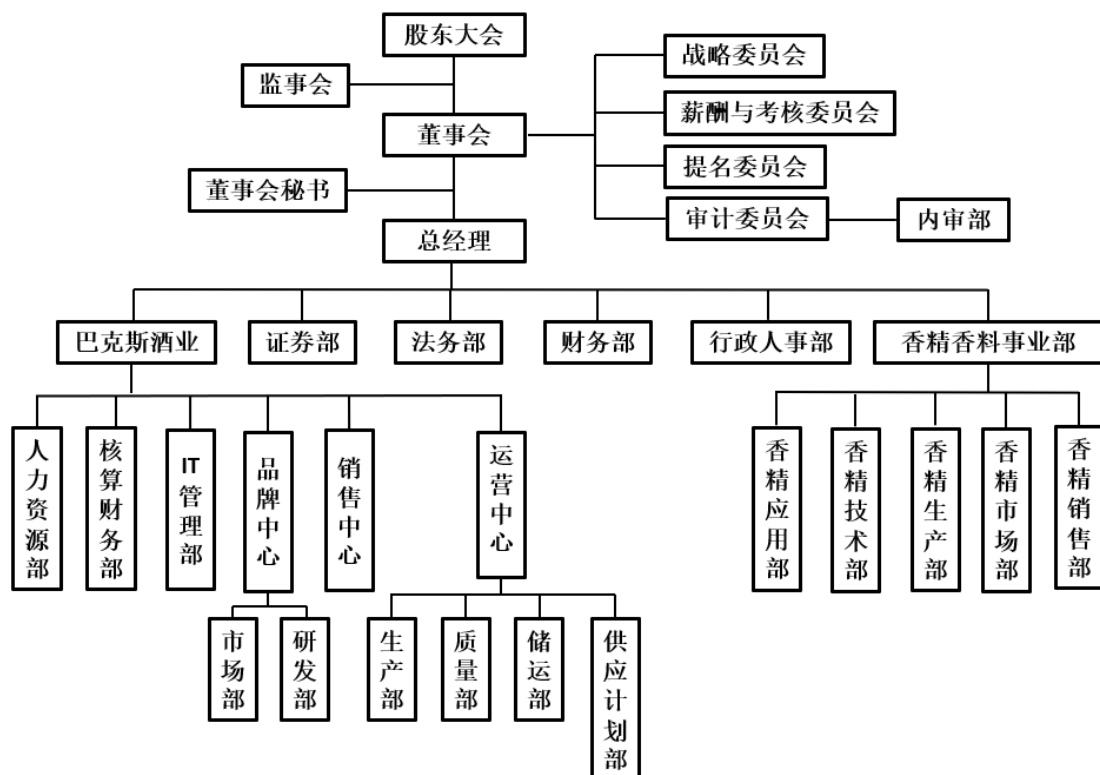 股东大会
战略委员会
监事会
薪酬与考核委员会
董事会
提名委员会
董事会秘书
审计委员会
内审部
总经理
巴克斯酒业
证券部
法务部
财务部
行政人事部
香精香料事业部
人力资源部
核算财务部
IT管理部
品牌中心
销售中心
运营中心
香精应用部
香精技术部
香精生产部
香精市场部
香精销售部
市场部
研发部
生产部
质量部
储运部
供应计划部